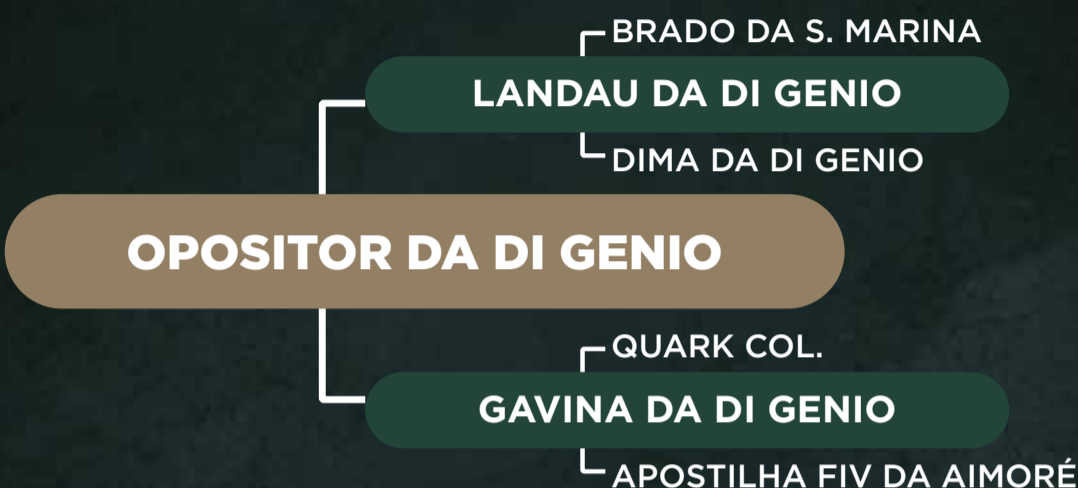 BRADO DA S. MARINA
LANDAU DA DI GENIO
DIMA DA DI GENIO
OPOSITOR DA DI GENIO
QUARK COL.
GAVINA DA DI GENIO
APOSTILHA FIV DA AIMORÉ